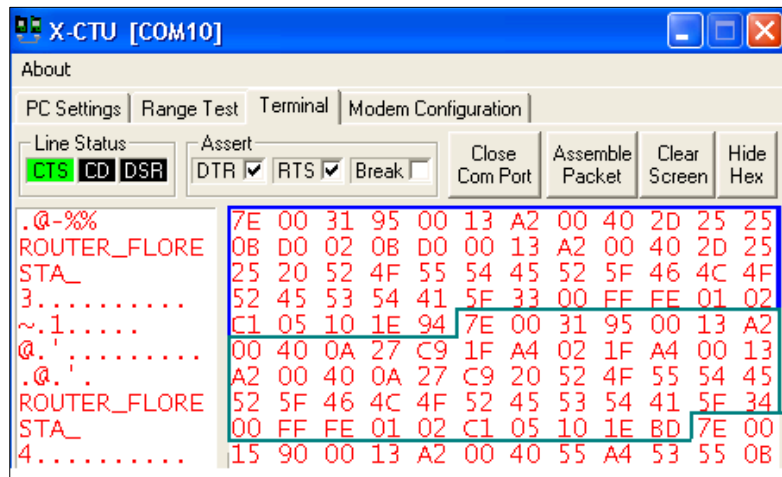 X-CTU [COM10]
About
PC Settings Range Test Terminal Modem Configuration
Line Status Assert
CTS CD DSR DTR RTS Break
Close Com Port
Assemble Packet
Clear Screen
Hide Hex
.@-%%
ROUTER_FLORE
STA_
3..........
~.1.....
@.'.........
.@.'.
ROUTER_FLORE
STA_
4..........
7E 00 31 95 00 13 A2 00 40 2D 25 25
0B D0 02 0B D0 00 13 A2 00 40 2D 25
25 20 52 4F 55 54 45 52 5F 46 4C 4F
52 45 53 54 41 5F 33 00 FF FE 01 02
C1 05 10 1E 94 7E 00 31 95 00 13 A2
00 40 0A 27 C9 1F A4 02 1F A4 00 13
A2 00 40 0A 27 C9 20 52 4F 55 54 45
52 5F 46 4C 4F 52 45 53 54 41 5F 34
00 FF FE 01 02 C1 05 10 1E BD 7E 00
15 90 00 13 A2 00 40 55 A4 53 55 0B